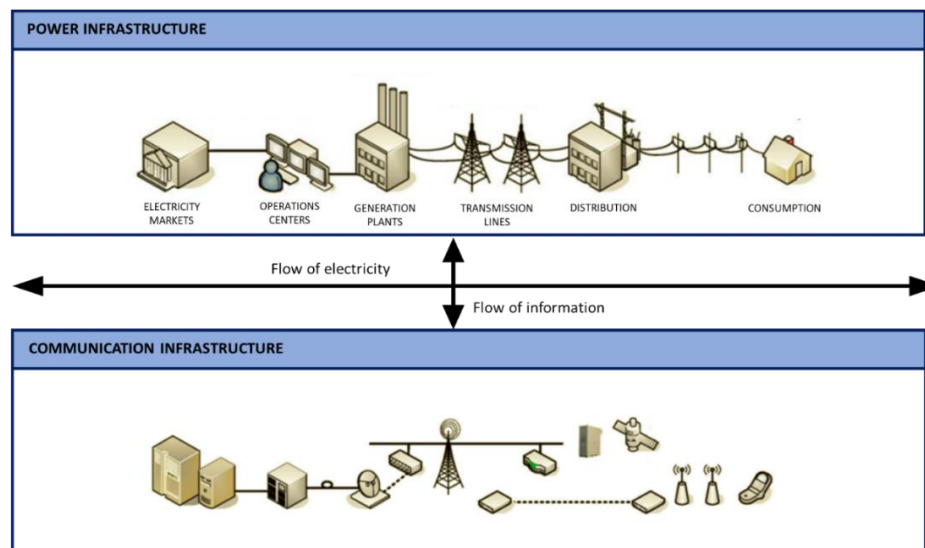 POWER INFRASTRUCTURE
ELECTRICITY
MARKETS
OPERATIONS
CENTERS
GENERATION
PLANTS
TRANSMISSION
LINES
DISTRIBUTION
CONSUMPTION
Flow of electricity
Flow of information
COMMUNICATION INFRASTRUCTURE